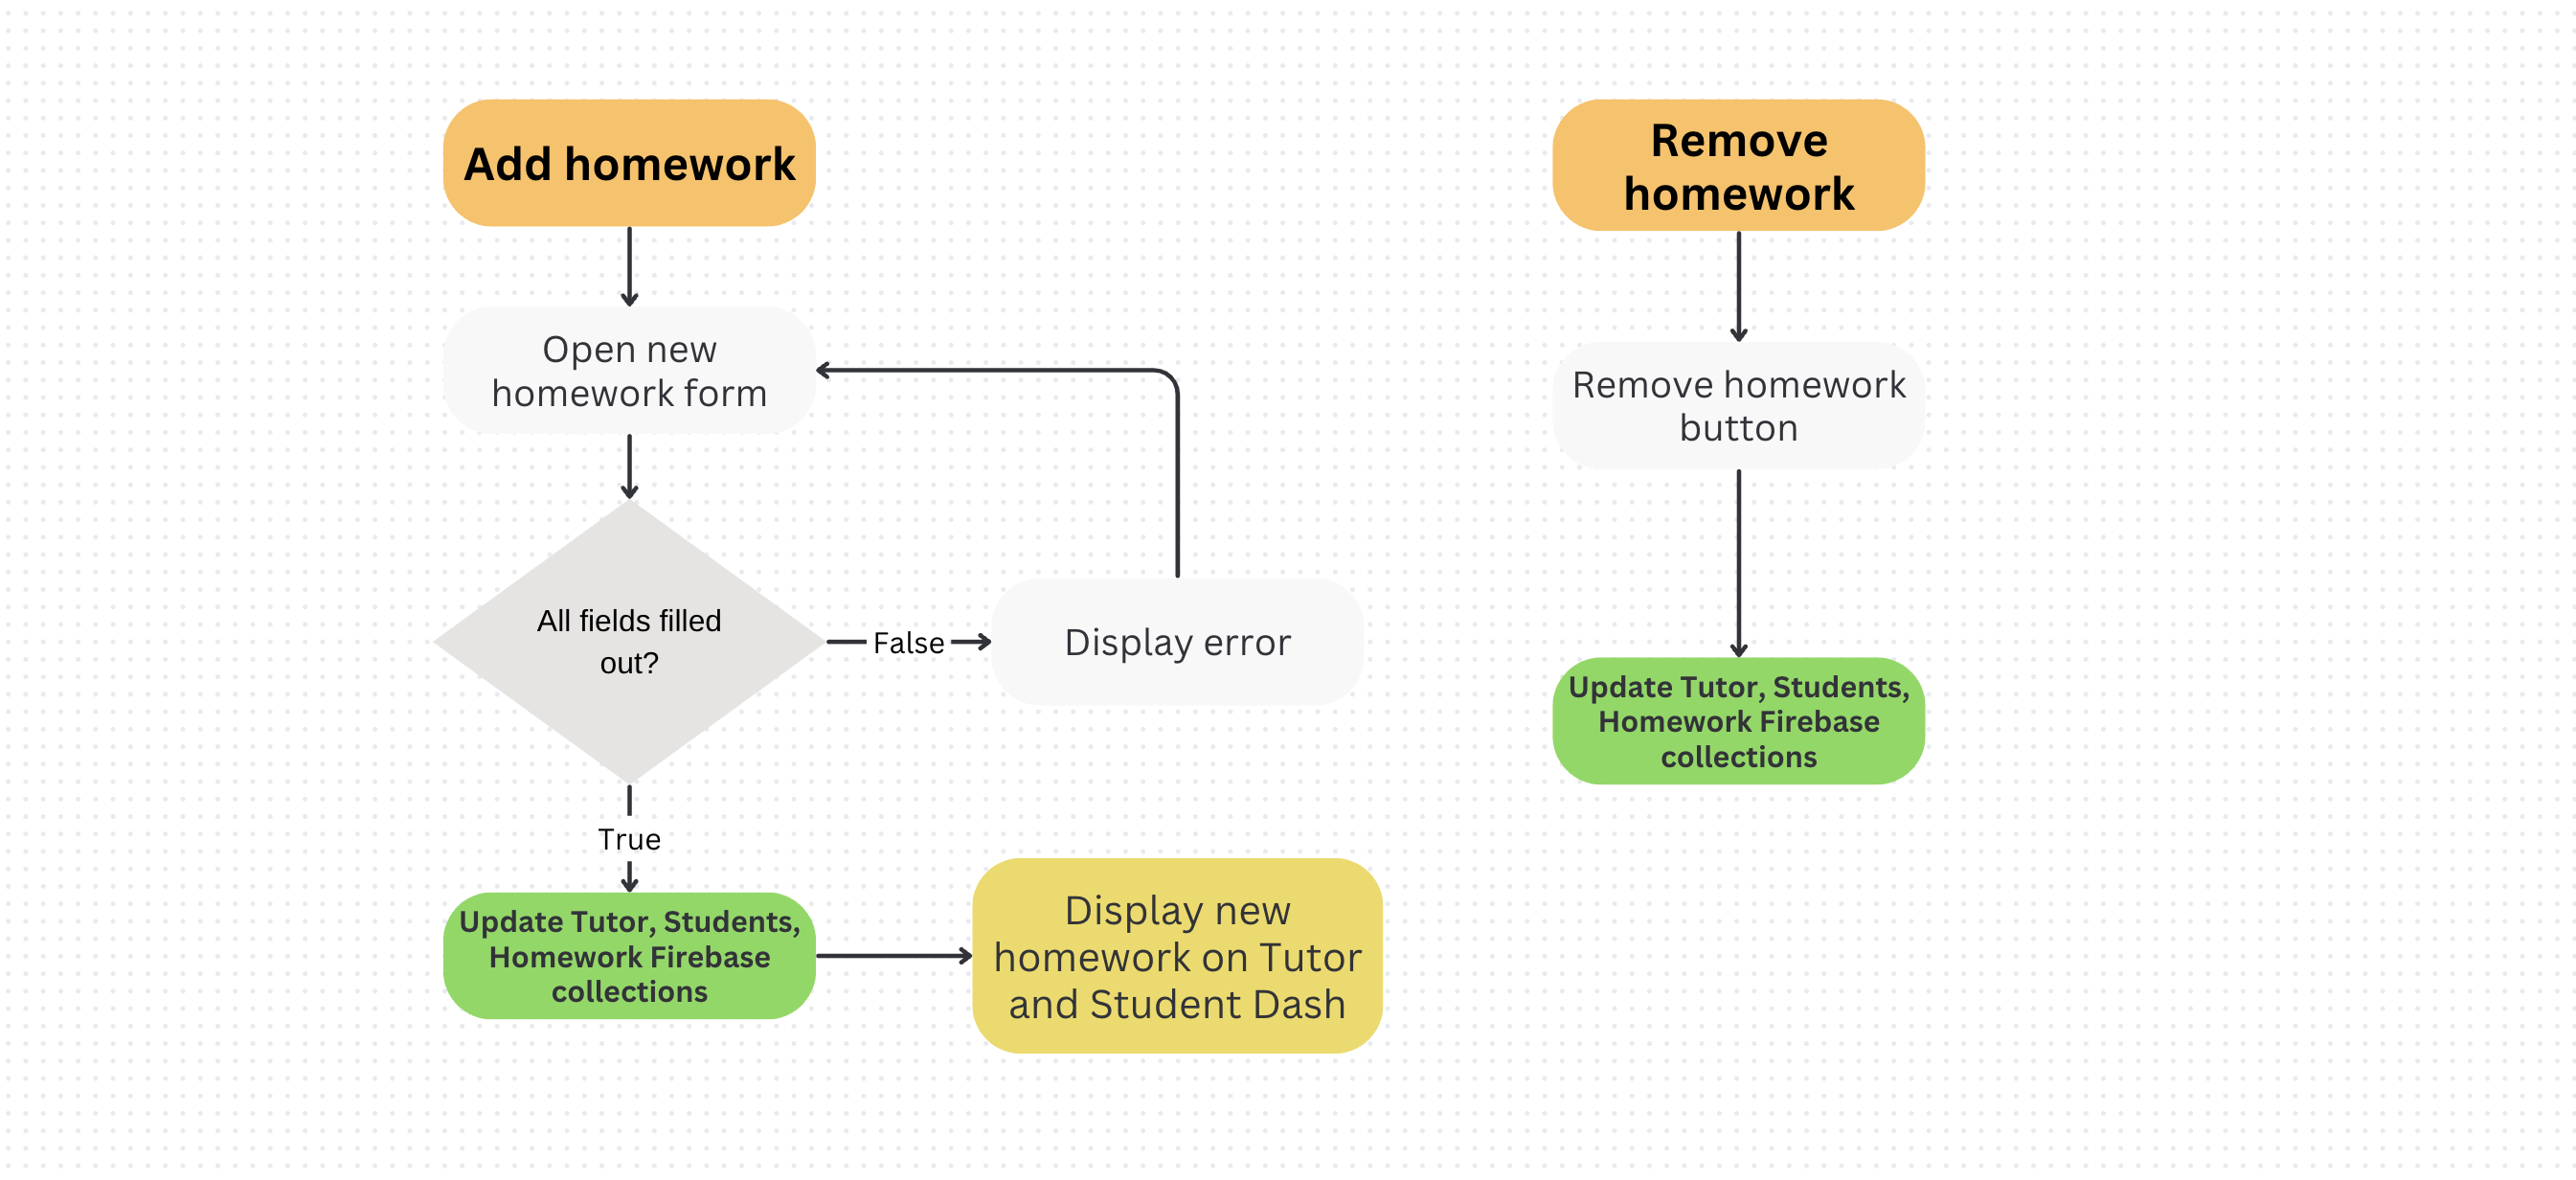 Add homework
Open new
homework form
All fields filled
out?
False
Display error
True
Update Tutor, Students,
Homework Firebase
collections
Display new
homework on Tutor
and Student Dash
Remove
homework
Remove homework
button
Update Tutor, Students,
Homework Firebase
collections